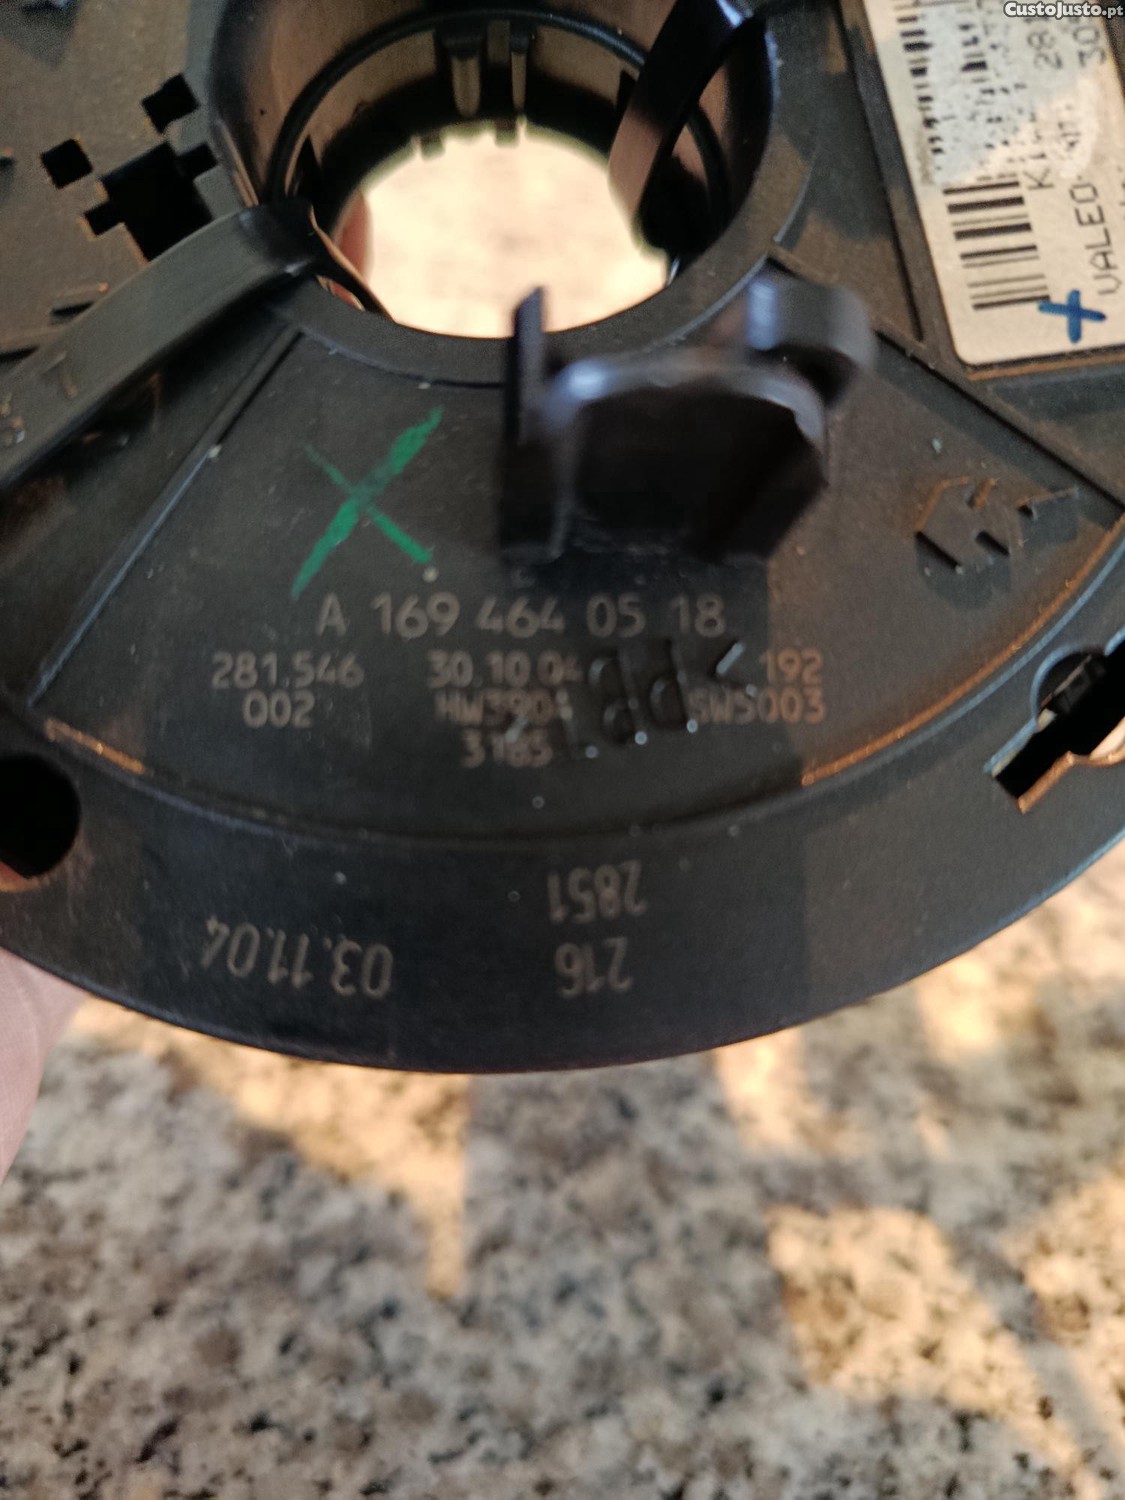 CustoJusto.pt
VALEO
A 169 464 05 18
281.546 30.10.04 192
002 SW5003
3165
2851
216
03.11.04